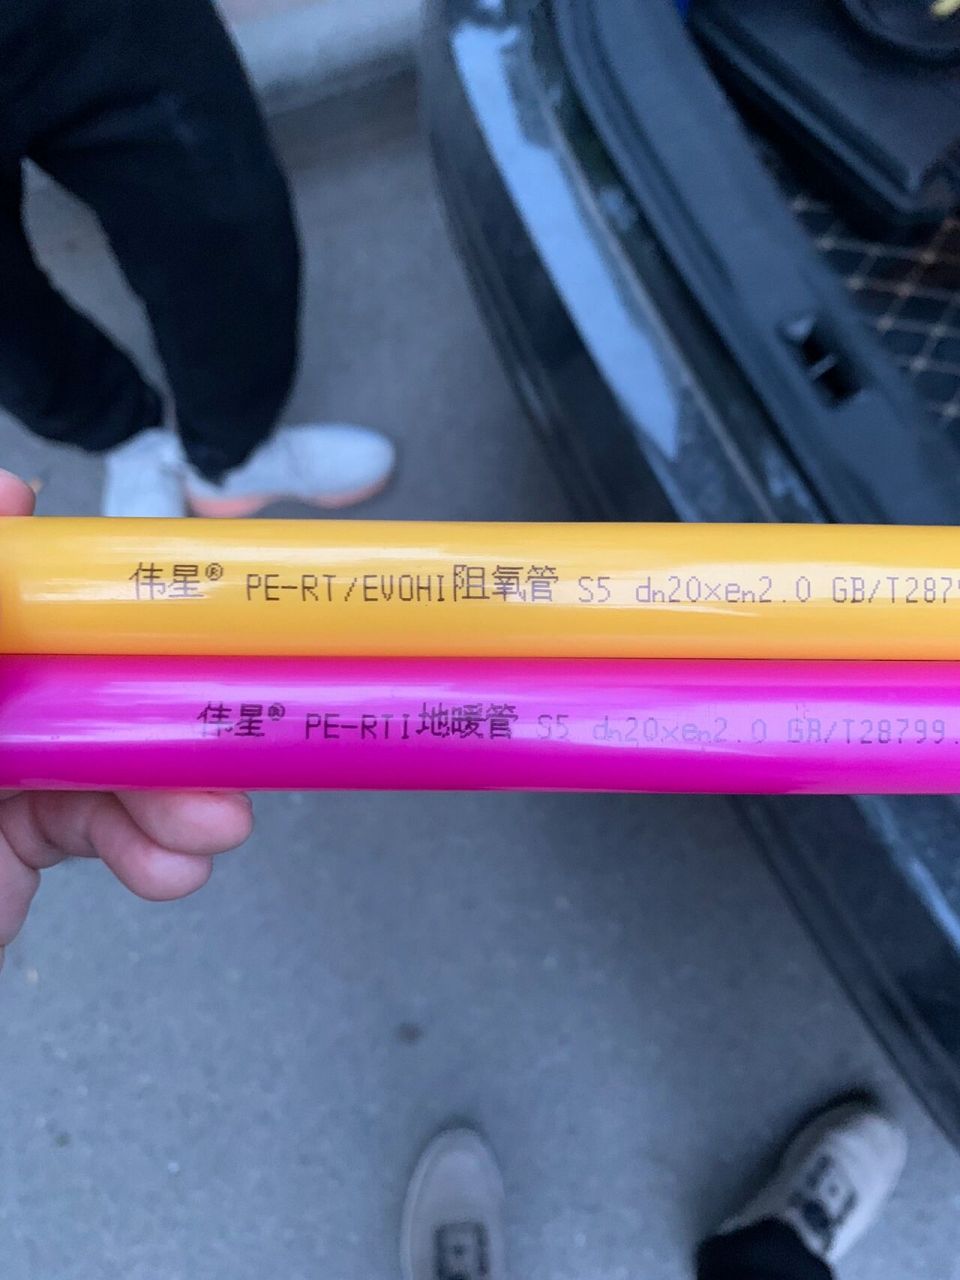 伟星® PE-RT/EVOHI阻氧管 S5 dn20×en2.0 GB/T287
伟星® PE-RTI地暖管 S5 dn20×en2.0 GB/T28799.